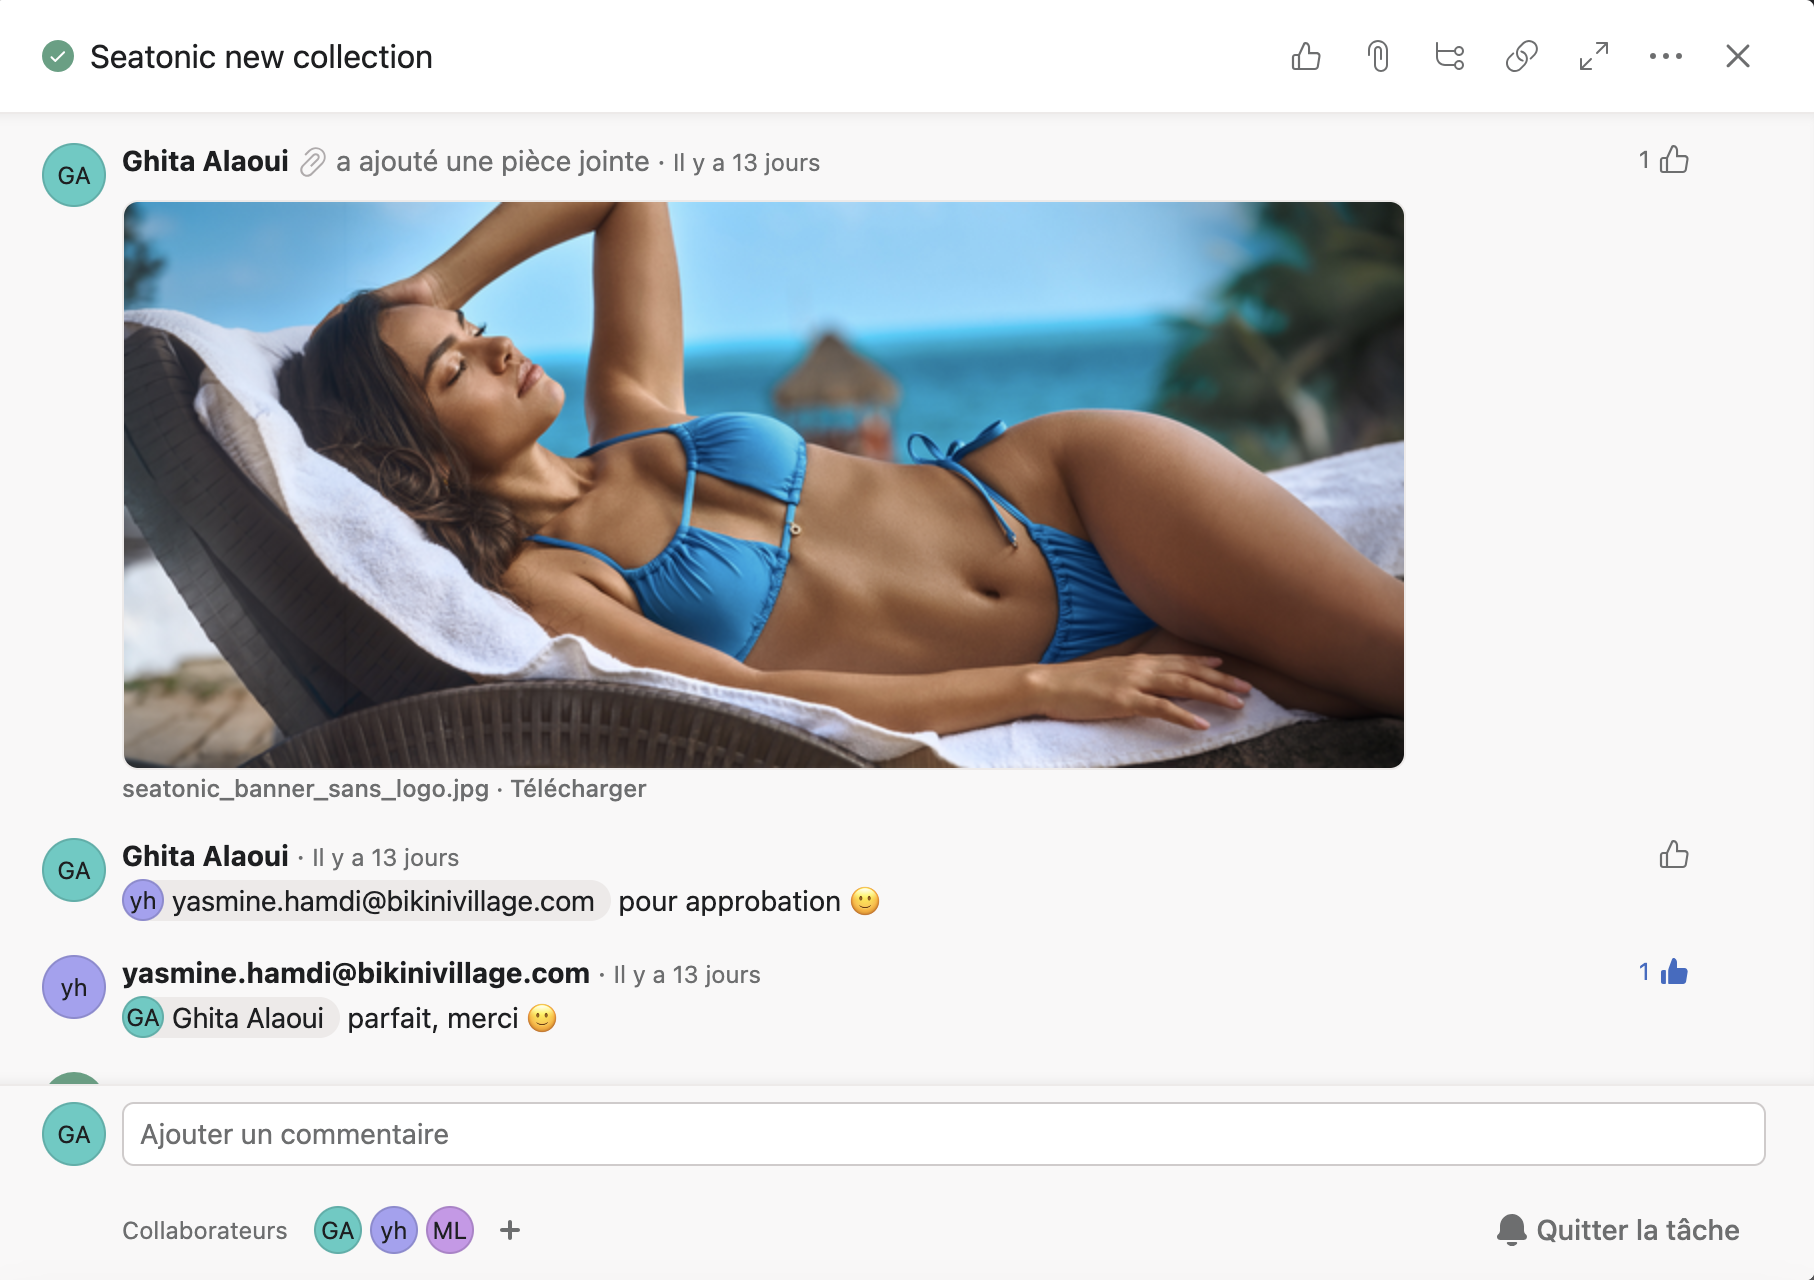 Seatonic new collection
GA
Ghita Alaoui a ajouté une pièce jointe · Il y a 13 jours
1
seatonic_banner_sans_logo.jpg · Télécharger
GA
Ghita Alaoui · Il y a 13 jours
yh yasmine.hamdi@bikinivillage.com pour approbation
yh
yasmine.hamdi@bikinivillage.com · Il y a 13 jours
1
GA Ghita Alaoui parfait, merci
GA
Ajouter un commentaire
Collaborateurs GA yh ML +
Quitter la tâche